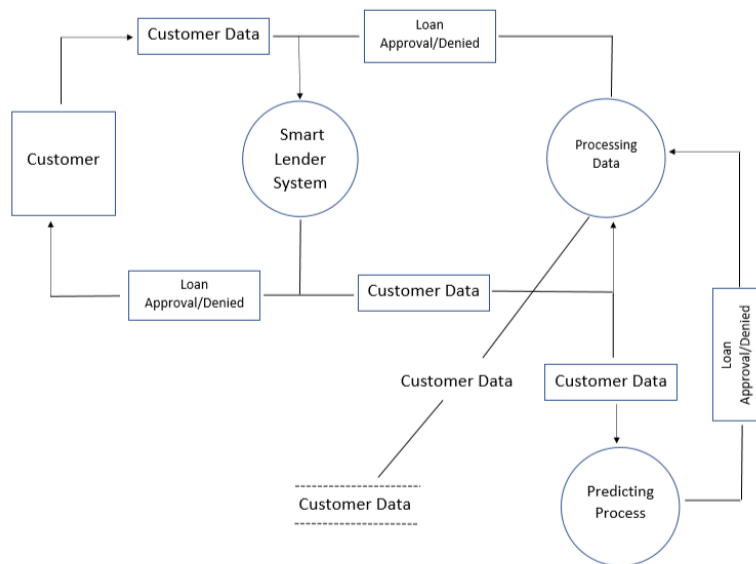 Customer Data
Loan
Approval/Denied
Customer
Smart
Lender
System
Processing
Data
Loan
Approval/Denied
Customer Data
Loan
Approval/Denied
Customer Data
Customer Data
Customer Data
Predicting
Process